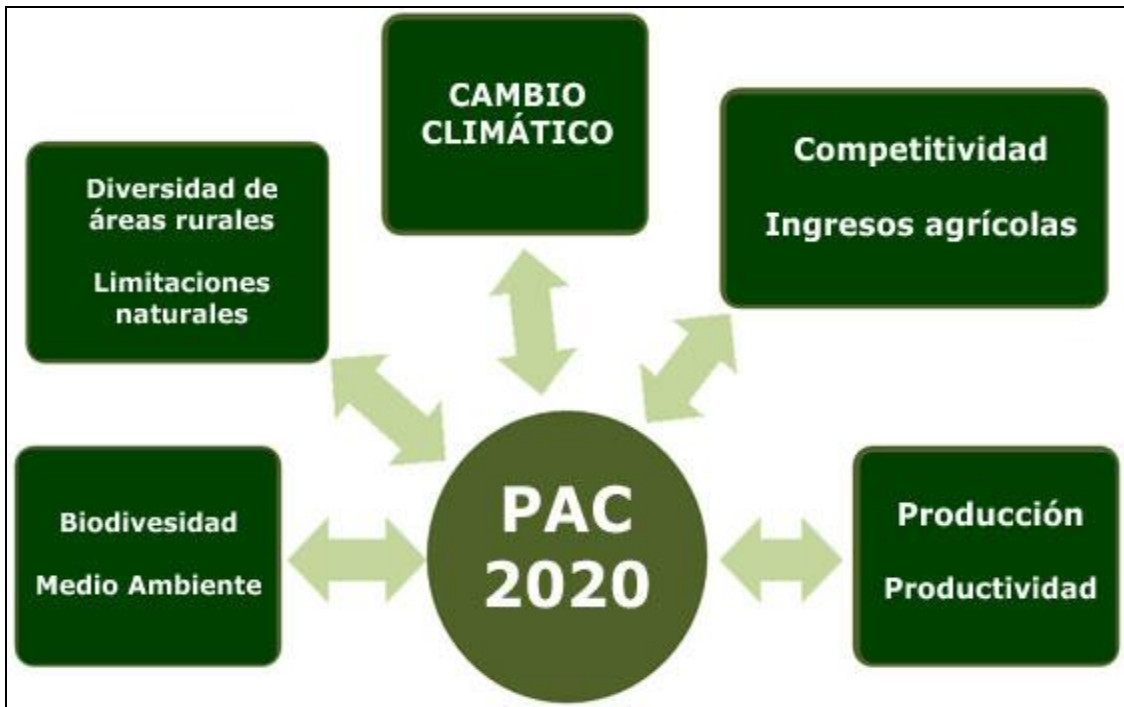 CAMBIO
CLIMÁTICO
Competitividad
Ingresos agrícolas
Diversidad de
áreas rurales
Limitaciones
naturales
Biodivesidad
Medio Ambiente
PAC
2020
Producción
Productividad